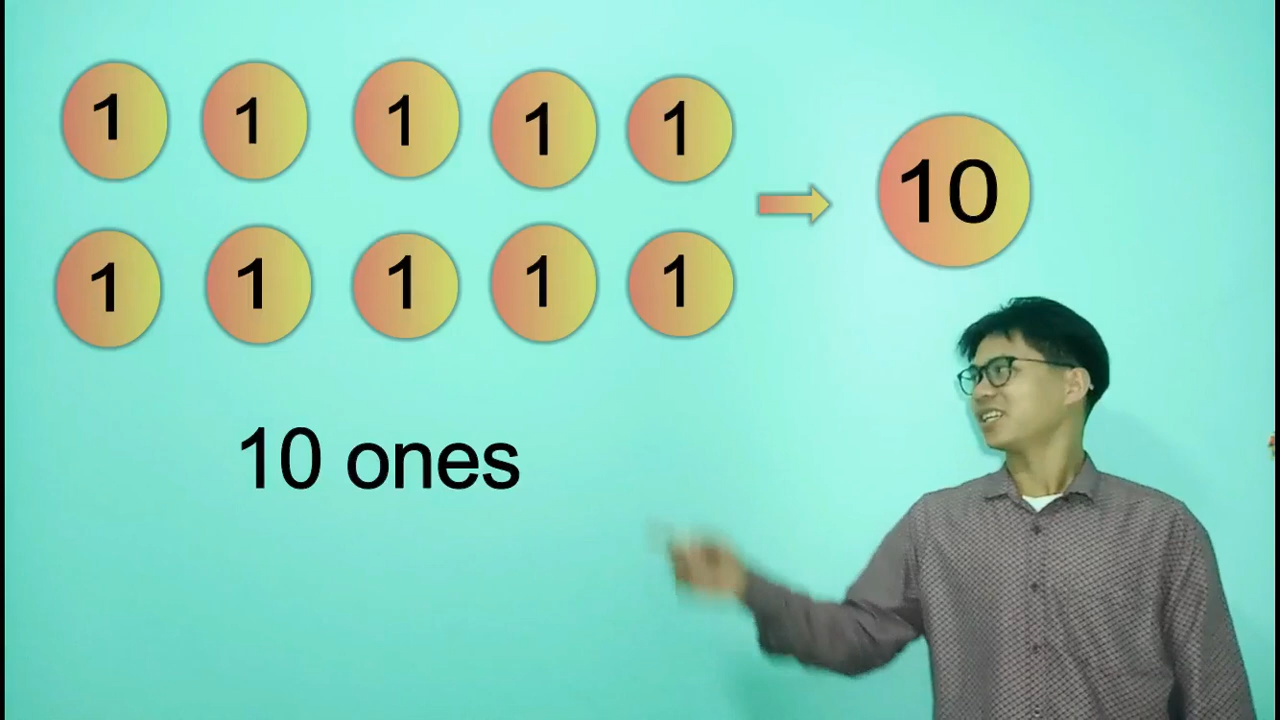 1 1 1 1 1
10
1 1 1 1 1
10 ones